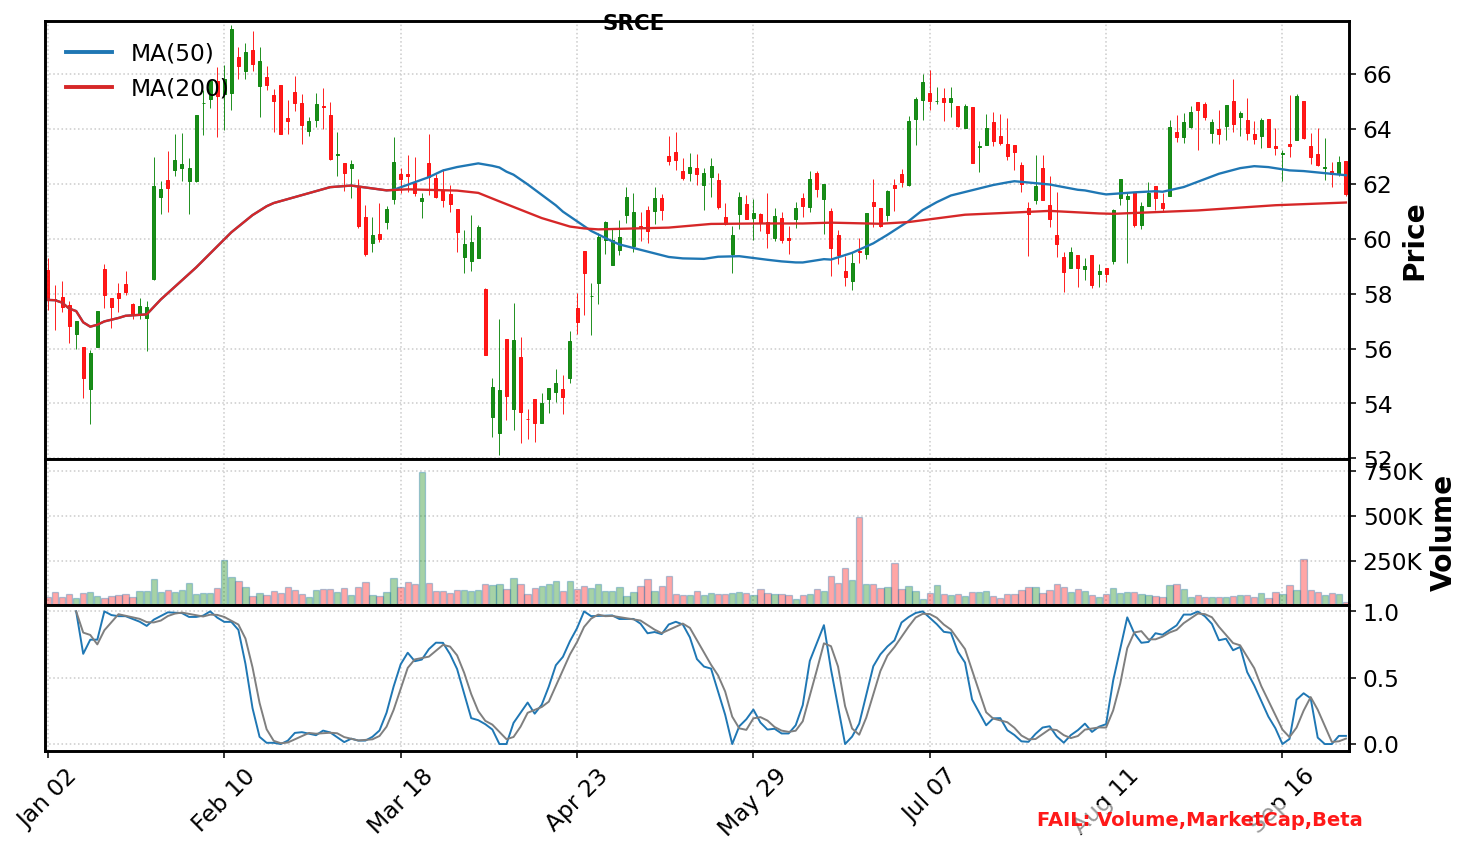 SRCE
MA(50)
MA(200)
66
64
62
60
58
56
54
52
Price
750K
500K
250K
Volume
1.0
0.5
0.0
Jan 02
Feb 10
Mar 18
Apr 23
May 29
Jul 07
Aug 11
Sep 16
FAIL: Volume,MarketCap,Beta